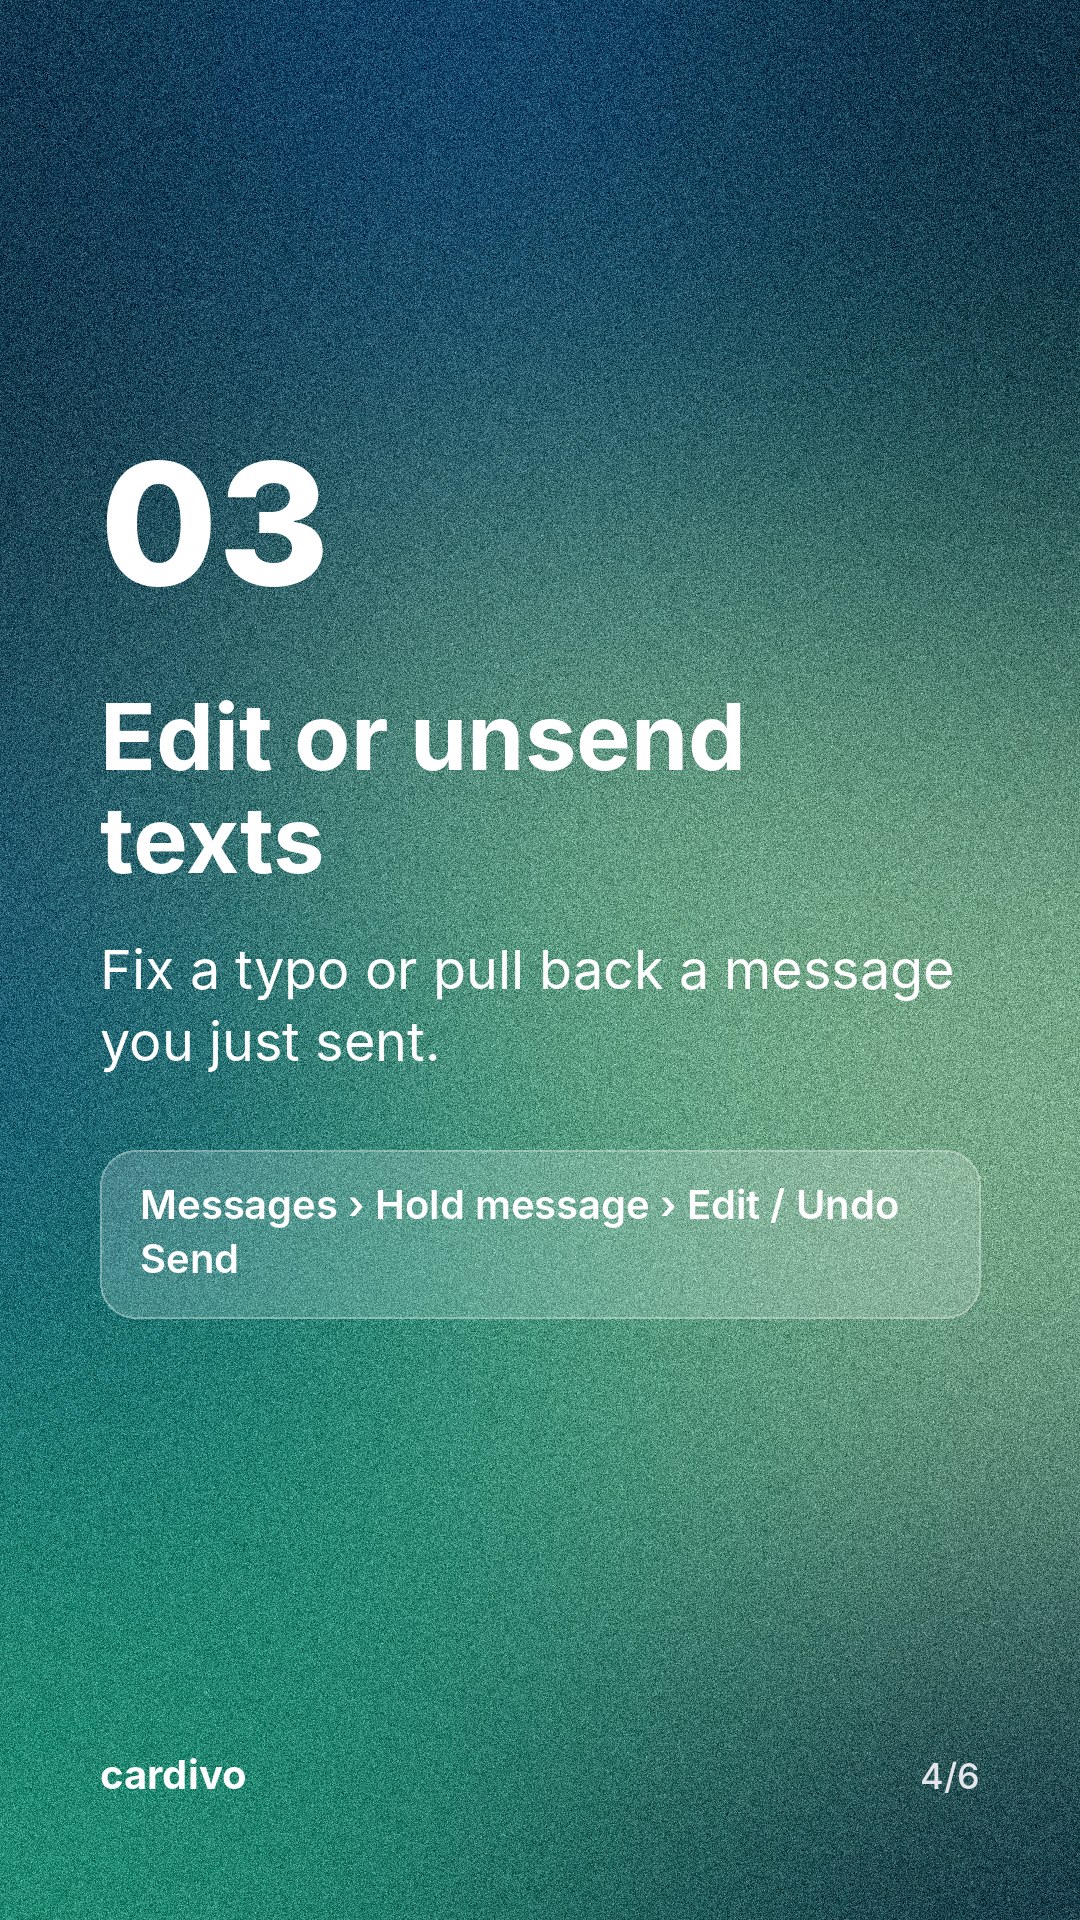 03
Edit or unsend
texts
Fix a typo or pull back a message
you just sent.
Messages › Hold message › Edit / Undo
Send
cardivo
4/6